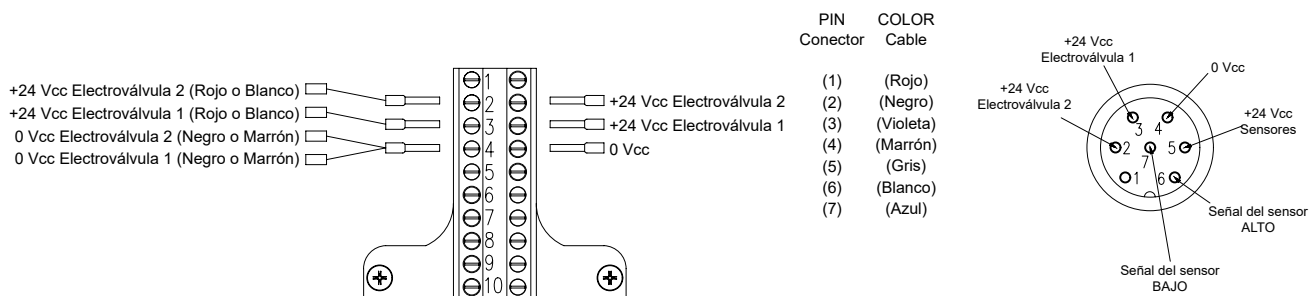 +24 Vcc Electroválvula 2 (Rojo o Blanco)
+24 Vcc Electroválvula 1 (Rojo o Blanco)
0 Vcc Electroválvula 2 (Negro o Marrón)
0 Vcc Electroválvula 1 (Negro o Marrón)
1
2
3
4
5
6
7
8
9
10
+24 Vcc Electroválvula 2
+24 Vcc Electroválvula 1
0 Vcc
PIN COLOR
Conector Cable
(1) (Rojo)
(2) (Negro)
(3) (Violeta)
(4) (Marrón)
(5) (Gris)
(6) (Blanco)
(7) (Azul)
+24 Vcc
Electroválvula 1
0 Vcc
+24 Vcc
Electroválvula 2
+24 Vcc
Sensores
3 4
2 7 5
1 6
Señal del sensor
ALTO
Señal del sensor
BAJO